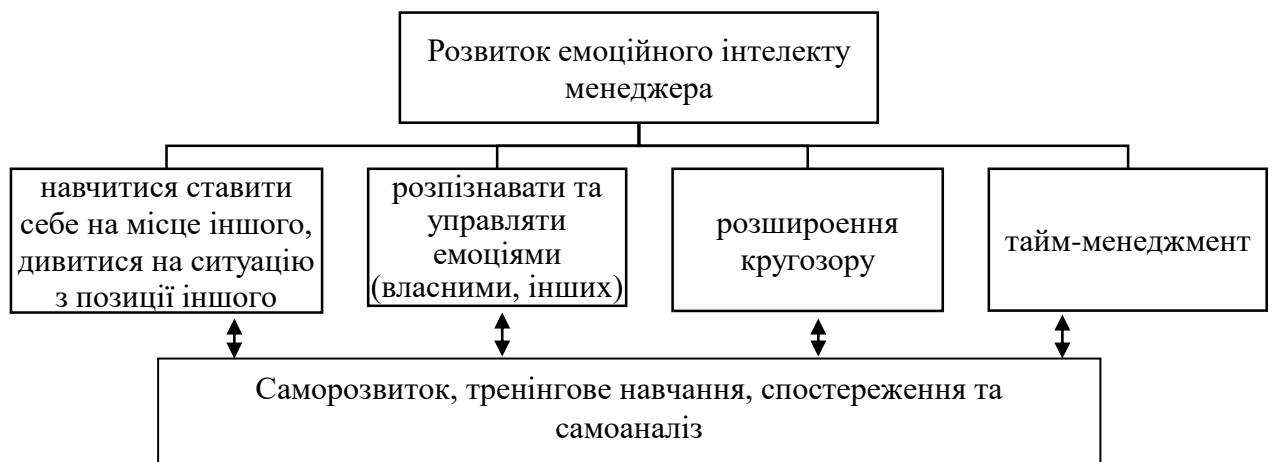 Розвиток емоційного інтелекту
менеджера
навчитися ставити
себе на місце іншого,
дивитися на ситуацію
з позиції іншого
розпізнавати та
управляти
емоціями
(власними, інших)
розшироення
кругозору
тайм-менеджмент
Саморозвиток, тренінгове навчання, спостереження та
самоаналіз